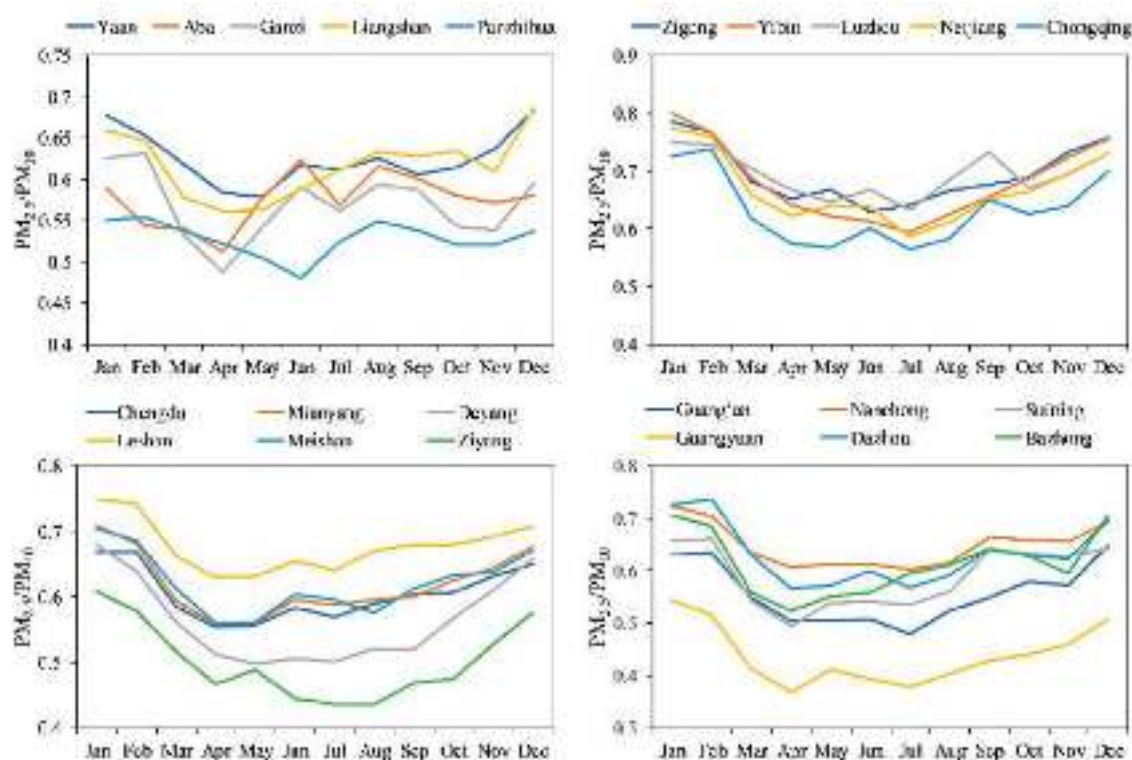 Yaan Aba Ganzi Liangshan Panzhihua
0.75
0.7
0.65
0.6
0.55
0.5
0.45
0.4
PM2.5/PM10
Jan Feb Mar Apr May Jun Jul Aug Sep Oct Nov Dec
Zigong Yibin Luzhou Neijiang Chongqing
0.9
0.8
0.7
0.6
0.5
0.4
PM2.5/PM10
Jan Feb Mar Apr May Jun Jul Aug Sep Oct Nov Dec
Chengdu Mianyang Deyang
Leshan Meishan Ziyang
0.8
0.7
0.6
0.5
0.4
PM2.5/PM10
Jan Feb Mar Apr May Jun Jul Aug Sep Oct Nov Dec
Guang'an Nanchong Suining
Guangyuan Dazhou Bazhong
0.8
0.7
0.6
0.5
0.4
0.3
PM2.5/PM10
Jan Feb Mar Apr May Jun Jul Aug Sep Oct Nov Dec